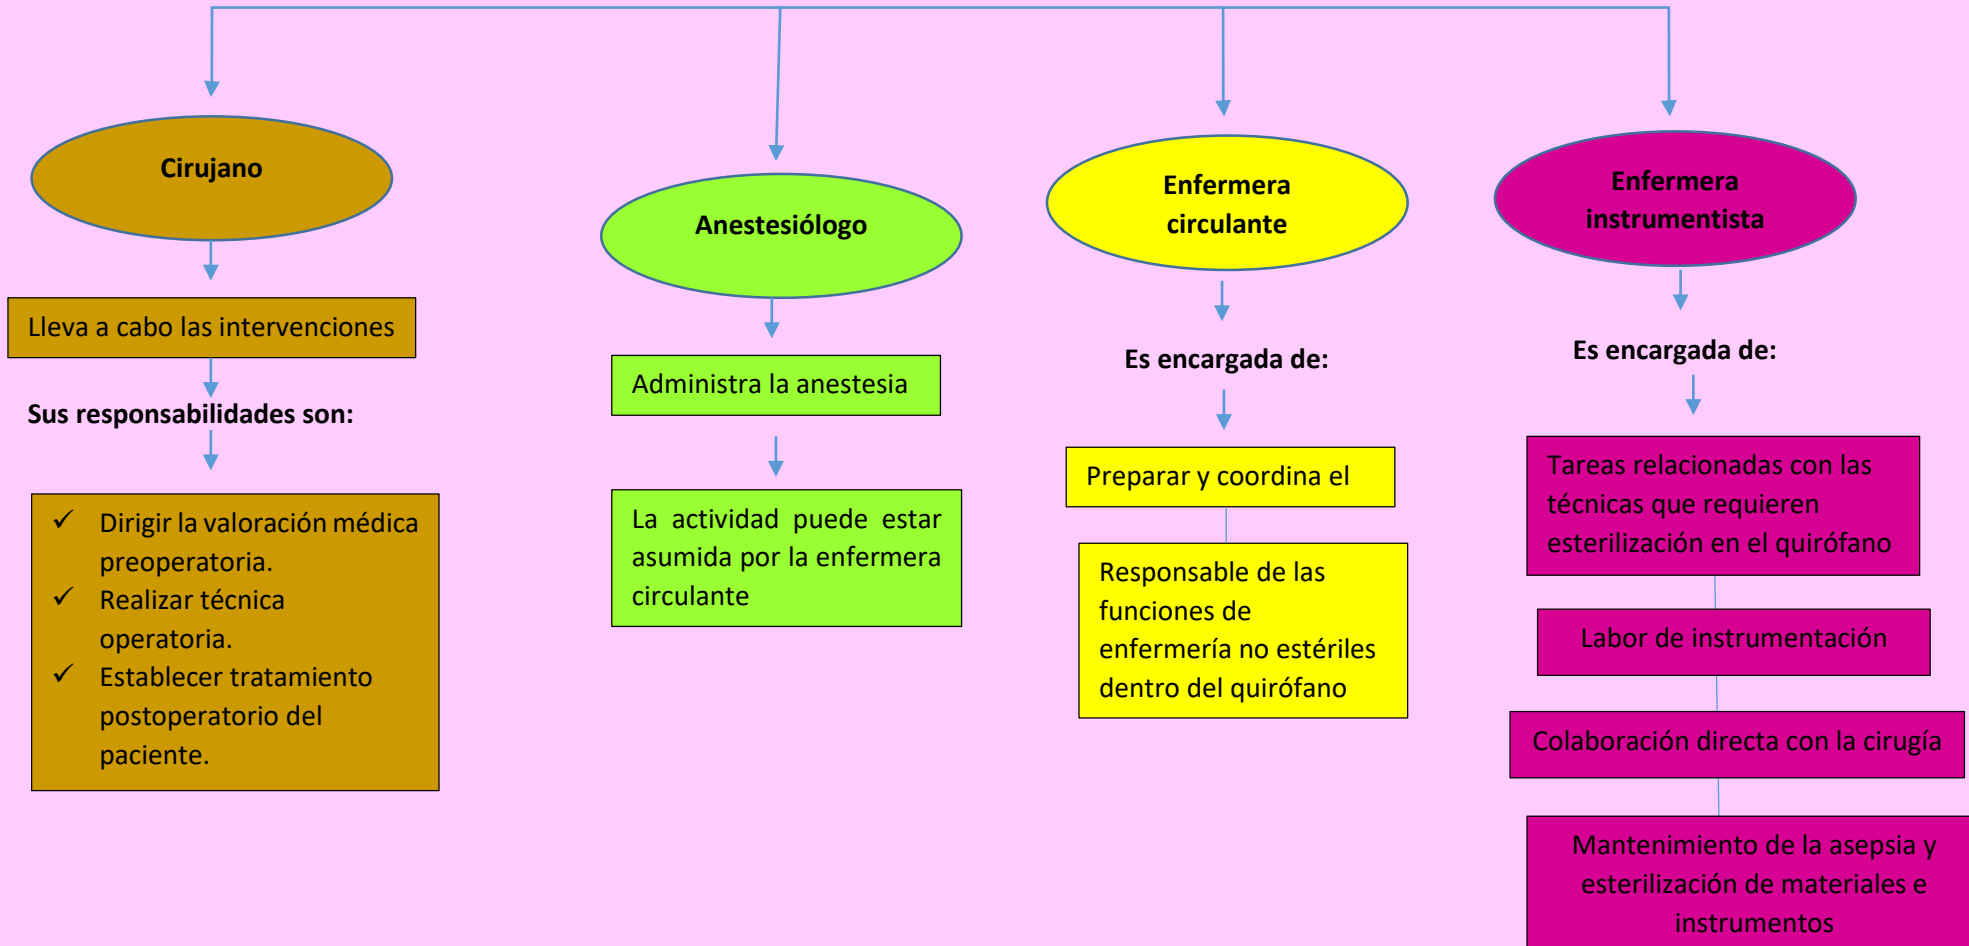 Cirujano
Lleva a cabo las intervenciones
Sus responsabilidades son:
✓ Dirigir la valoración médica
preoperatoria.
✓ Realizar técnica
operatoria.
✓ Establecer tratamiento
postoperatorio del
paciente.
Anestesiólogo
Administra la anestesia
La actividad puede estar
asumida por la enfermera
circulante
Enfermera
circulante
Es encargada de:
Preparar y coordina el
Responsable de las
funciones de
enfermería no estériles
dentro del quirófano
Enfermera
instrumentista
Es encargada de:
Tareas relacionadas con las
técnicas que requieren
esterilización en el quirófano
Labor de instrumentación
Colaboración directa con la cirugía
Mantenimiento de la asepsia y
esterilización de materiales e
instrumentos